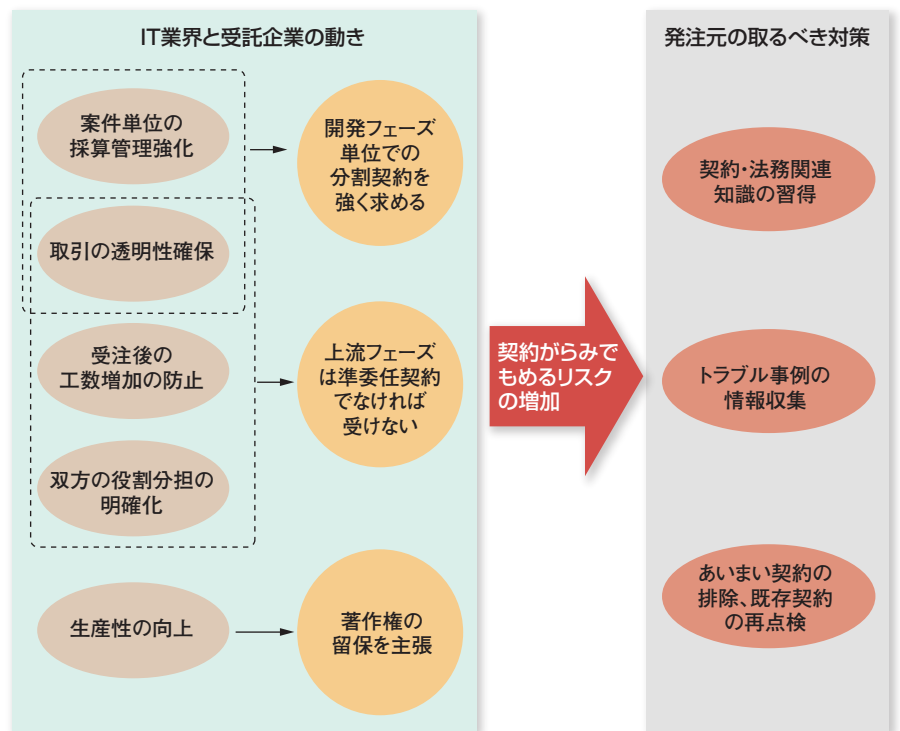 IT業界と受託企業の動き
案件単位の
採算管理強化
取引の透明性確保
受注後の
工数増加の防止
双方の役割分担の
明確化
生産性の向上
開発フェーズ
単位での
分割契約を
強く求める
上流フェーズ
は準委任契約
でなければ
受けない
著作権の
留保を主張
契約がらみで
もめるリスク
の増加
発注元の取るべき対策
契約・法務関連
知識の習得
トラブル事例の
情報収集
あいまい契約の
排除、既存契約
の再点検